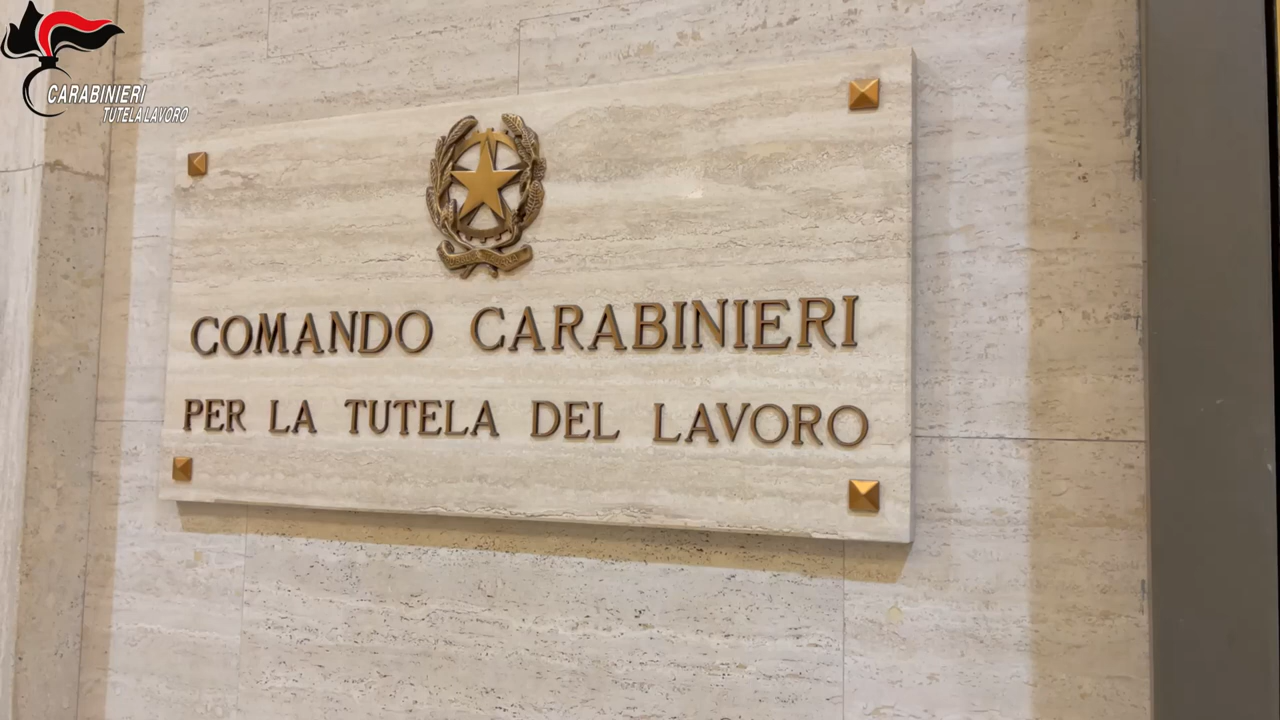 CARABINIERI
TUTELA LAVORO
COMANDO CARABINIERI
PER LA TUTELA DEL LAVORO